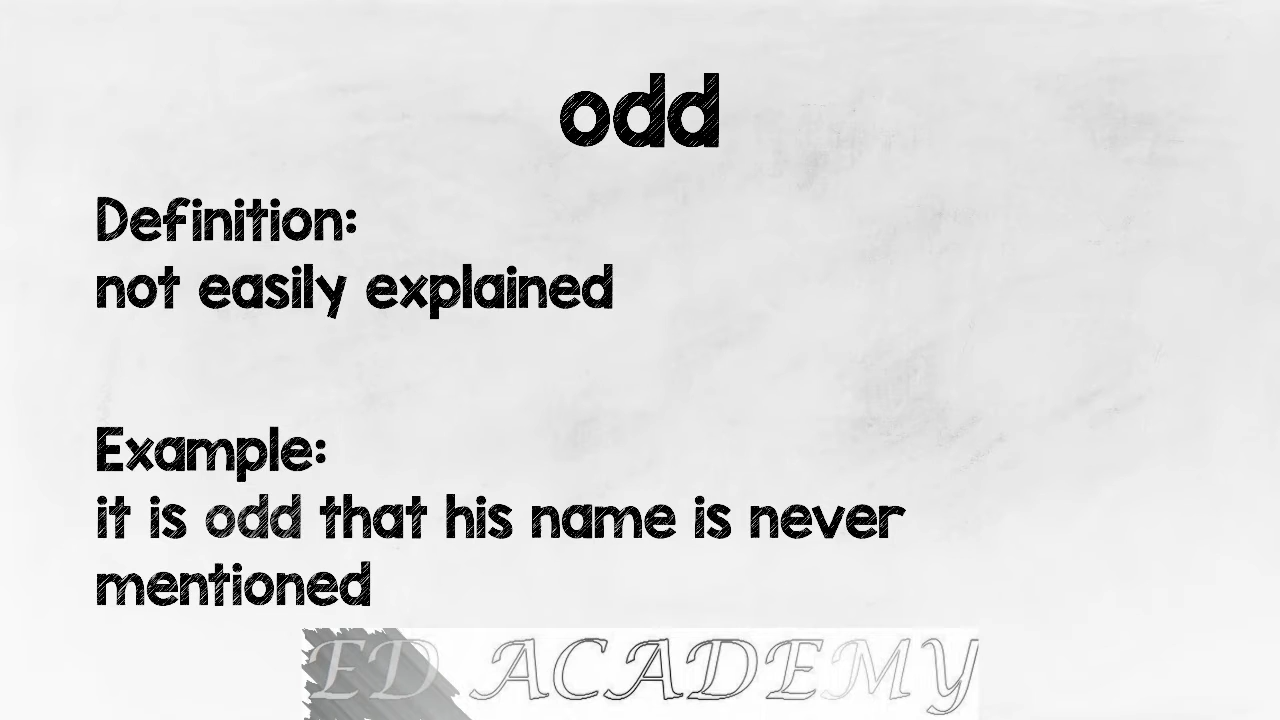 odd
Definition:
not easily explained
Example:
it is odd that his name is never
mentioned
ED ACADEMY